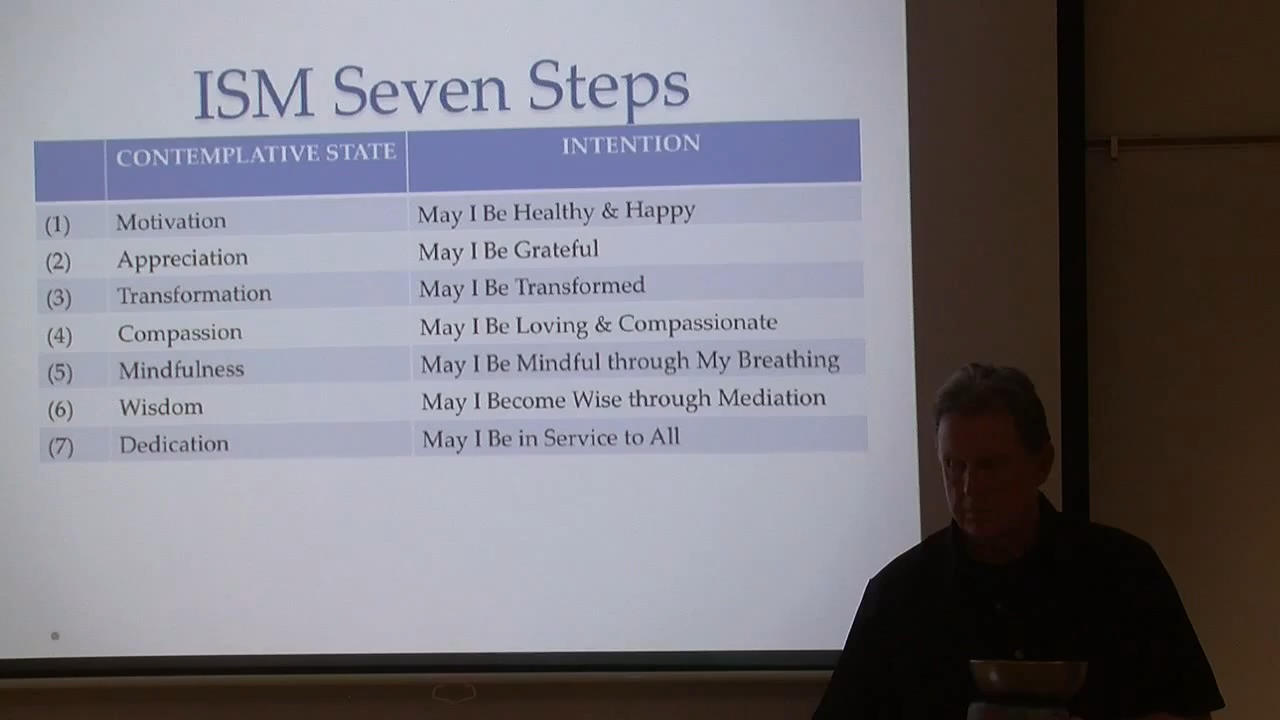 ISM Seven Steps
CONTEMPLATIVE STATE INTENTION
(1) Motivation May I Be Healthy & Happy
(2) Appreciation May I Be Grateful
(3) Transformation May I Be Transformed
(4) Compassion May I Be Loving & Compassionate
(5) Mindfulness May I Be Mindful through My Breathing
(6) Wisdom May I Become Wise through Mediation
(7) Dedication May I Be in Service to All